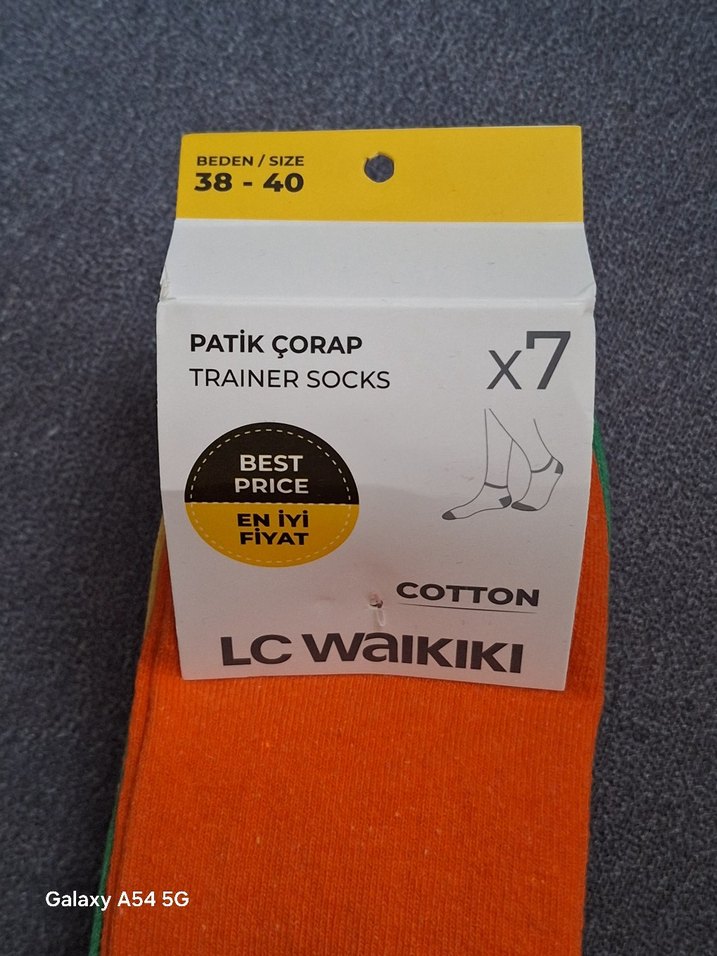 BEDEN / SIZE
38 - 40
PATİK ÇORAP
TRAINER SOCKS
x7
BEST
PRICE
EN İYİ
FİYAT
COTTON
LC WaIKIKI
Galaxy A54 5G